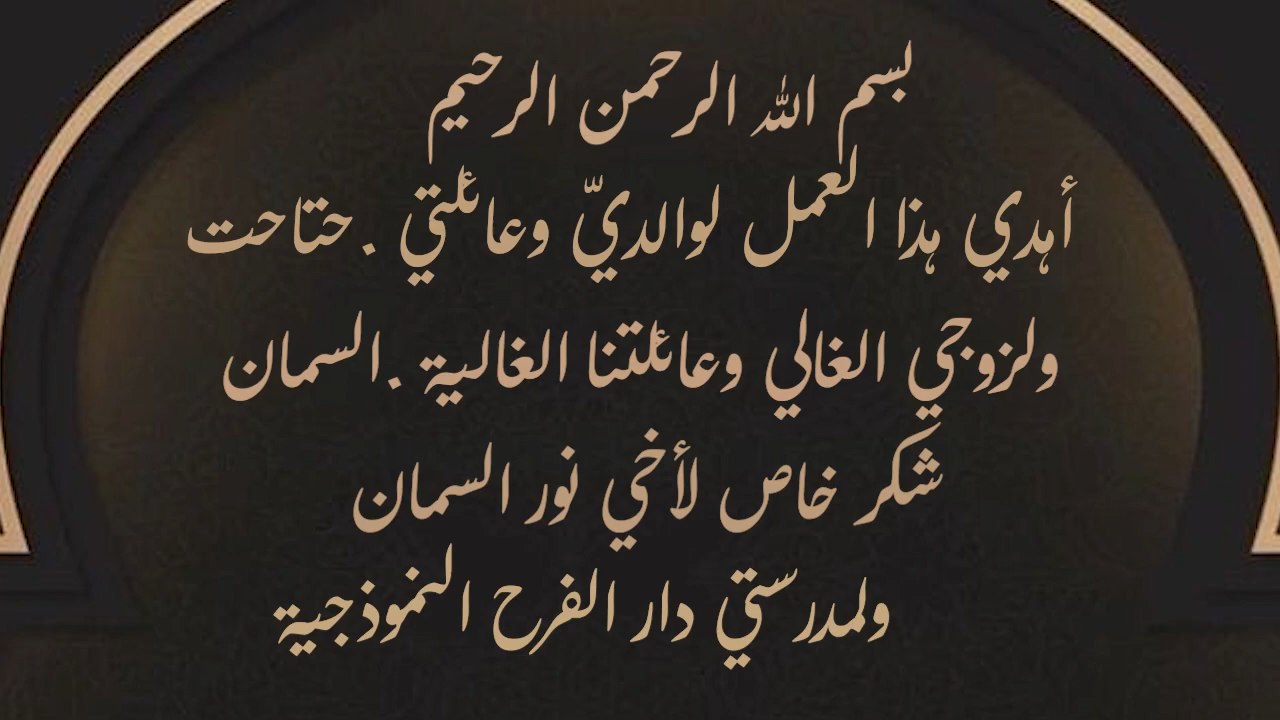 بسم الله الرحمن الرحيم
أهدي هذا العمل لوالديّ وعائلتي .حتاحت
ولزوجي الغالي وعائلتنا الغالية .السمان
شكر خاص لأخي نور السمان
ولمدرستي دار الفرح النموذجية